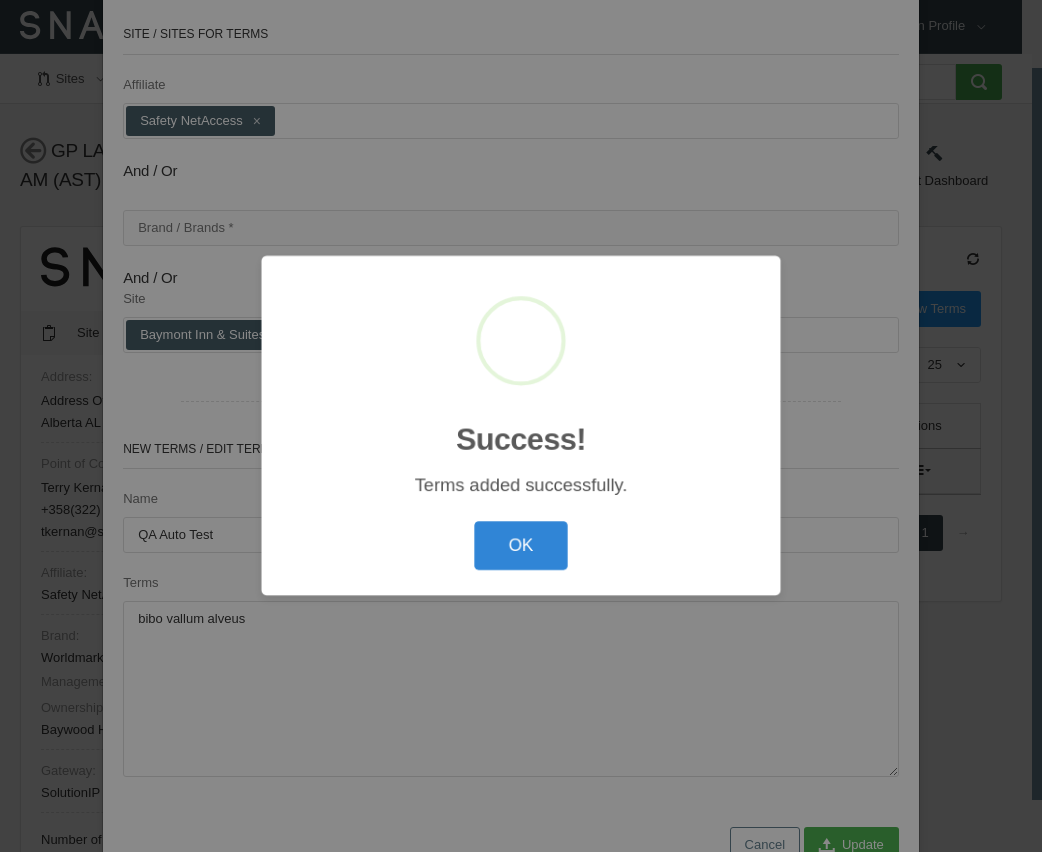 SNA
n Profile
Sites
GP LA
AM (AST)
t Dashboard
SITE / SITES FOR TERMS
Affiliate
Safety NetAccess ×
And / Or
Brand / Brands *
And / Or
Site
Baymont Inn & Suites
NEW TERMS / EDIT TER
Name
QA Auto Test
Terms
bibo vallum alveus
Cancel
Update
Success!
Terms added successfully.
OK
SN
Site
Address:
Address O
Alberta AL
Point of Co
Terry Kerna
+358(322)
tkernan@s
Affiliate:
Safety Net
Brand:
Worldmark
Manageme
Ownership
Baywood H
Gateway:
SolutionIP
Number of
w Terms
25
ions
1 →